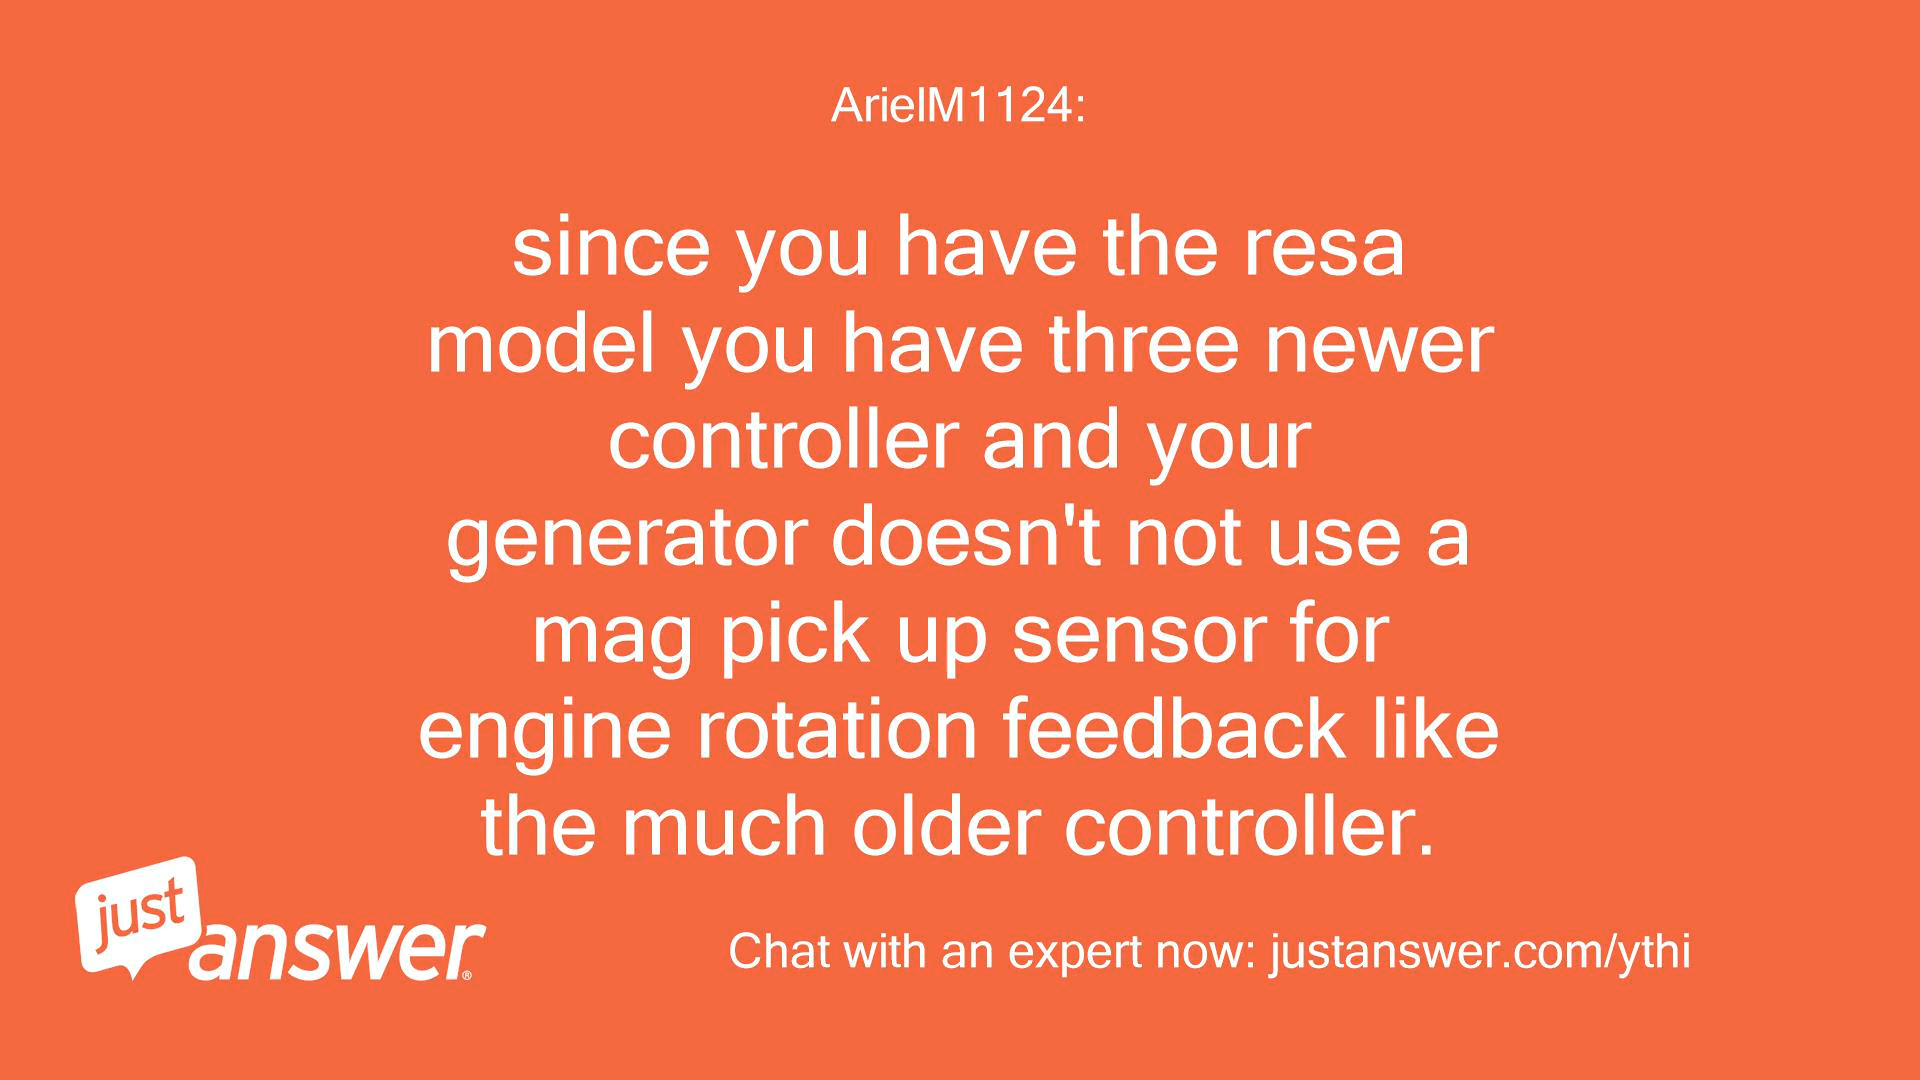 ArielM1124:
since you have the resa
model you have three newer
controller and your
generator doesn't not use a
mag pick up sensor for
engine rotation feedback like
the much older controller.
just
answer®
Chat with an expert now: justanswer.com/ythi